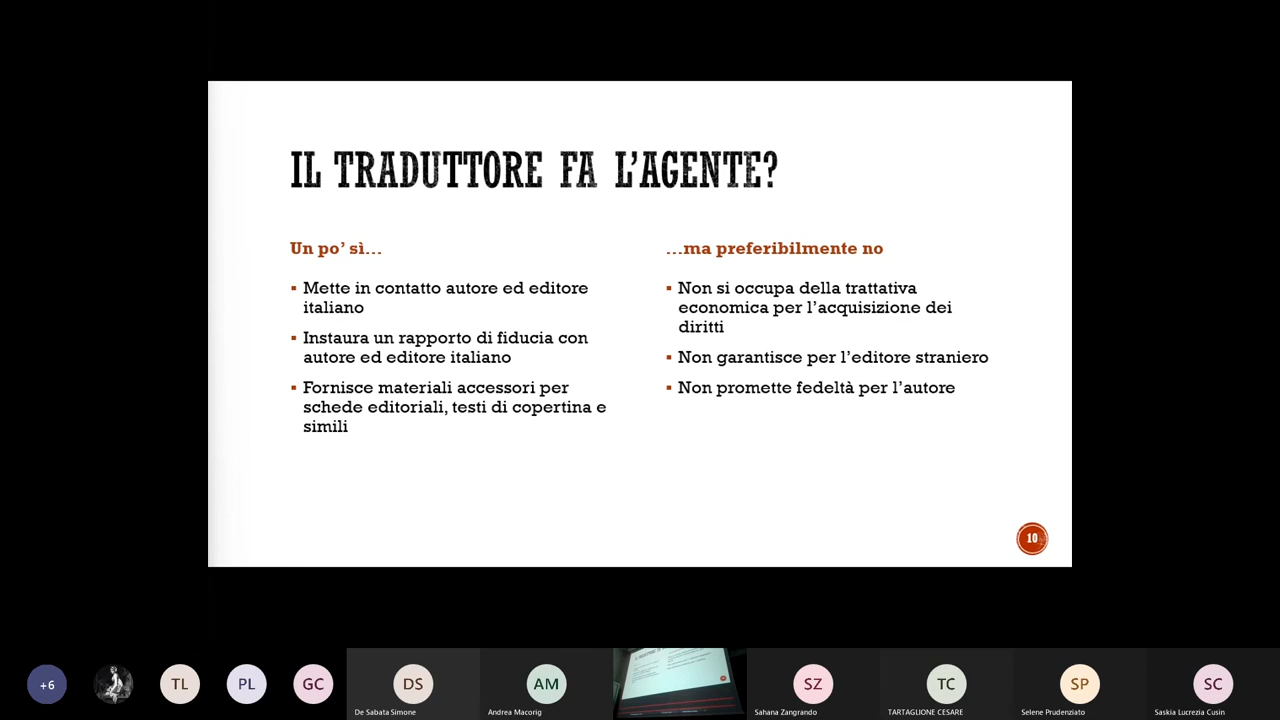 IL TRADUTTORE FA L'AGENTE?
Un po' sì...
Mette in contatto autore ed editore
italiano
Instaura un rapporto di fiducia con
autore ed editore italiano
Fornisce materiali accessori per
schede editoriali, testi di copertina e
simili
...ma preferibilmente no
Non si occupa della trattativa
economica per l'acquisizione dei
diritti
Non garantisce per l'editore straniero
Non promette fedeltà per l'autore
10
+6
TL
PL
GC
DS
De Sabata Simone
AM
Andrea Macorig
SZ
Sahana Zangrando
TC
TARTAGLIONE CESARE
SP
Selene Prudenziato
SC
Saskia Lucrezia Cusin